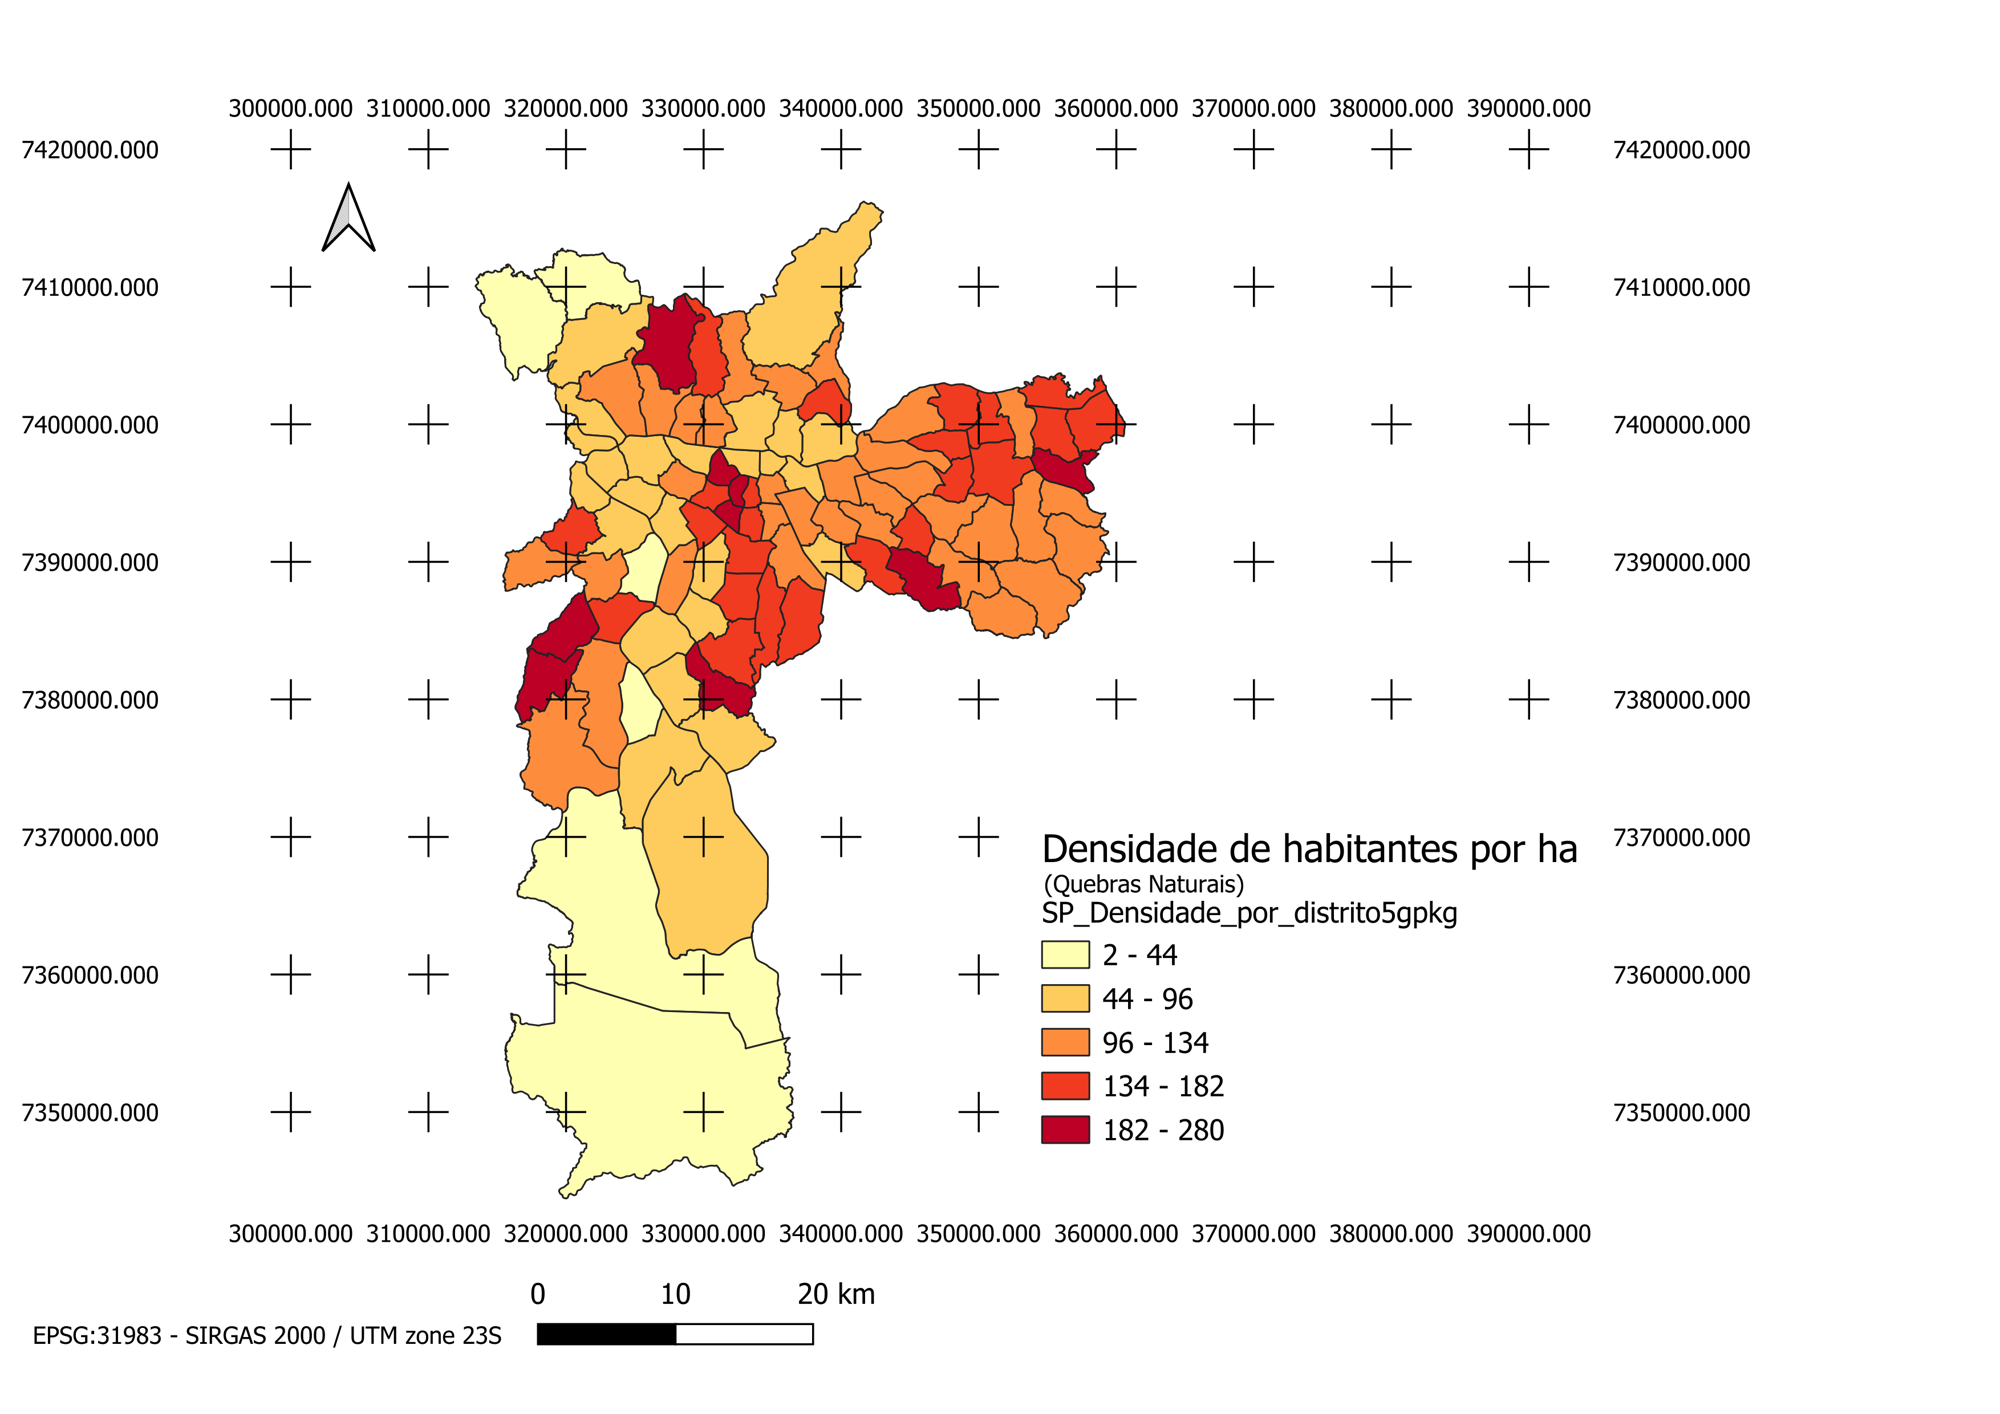 300000.000 310000.000 320000.000 330000.000 340000.000 350000.000 360000.000 370000.000 380000.000 390000.000
7420000.000 7420000.000
7410000.000 7410000.000
7400000.000 7400000.000
7390000.000 7390000.000
7380000.000 7380000.000
7370000.000 7370000.000
Densidade de habitantes por ha
(Quebras Naturais)
SP_Densidade_por_distrito5gpkg
2 - 44
7360000.000 7360000.000
44 - 96
96 - 134
134 - 182
7350000.000 7350000.000
182 - 280
300000.000 310000.000 320000.000 330000.000 340000.000 350000.000 360000.000 370000.000 380000.000 390000.000
0 10 20 km
EPSG:31983 - SIRGAS 2000 / UTM zone 23S